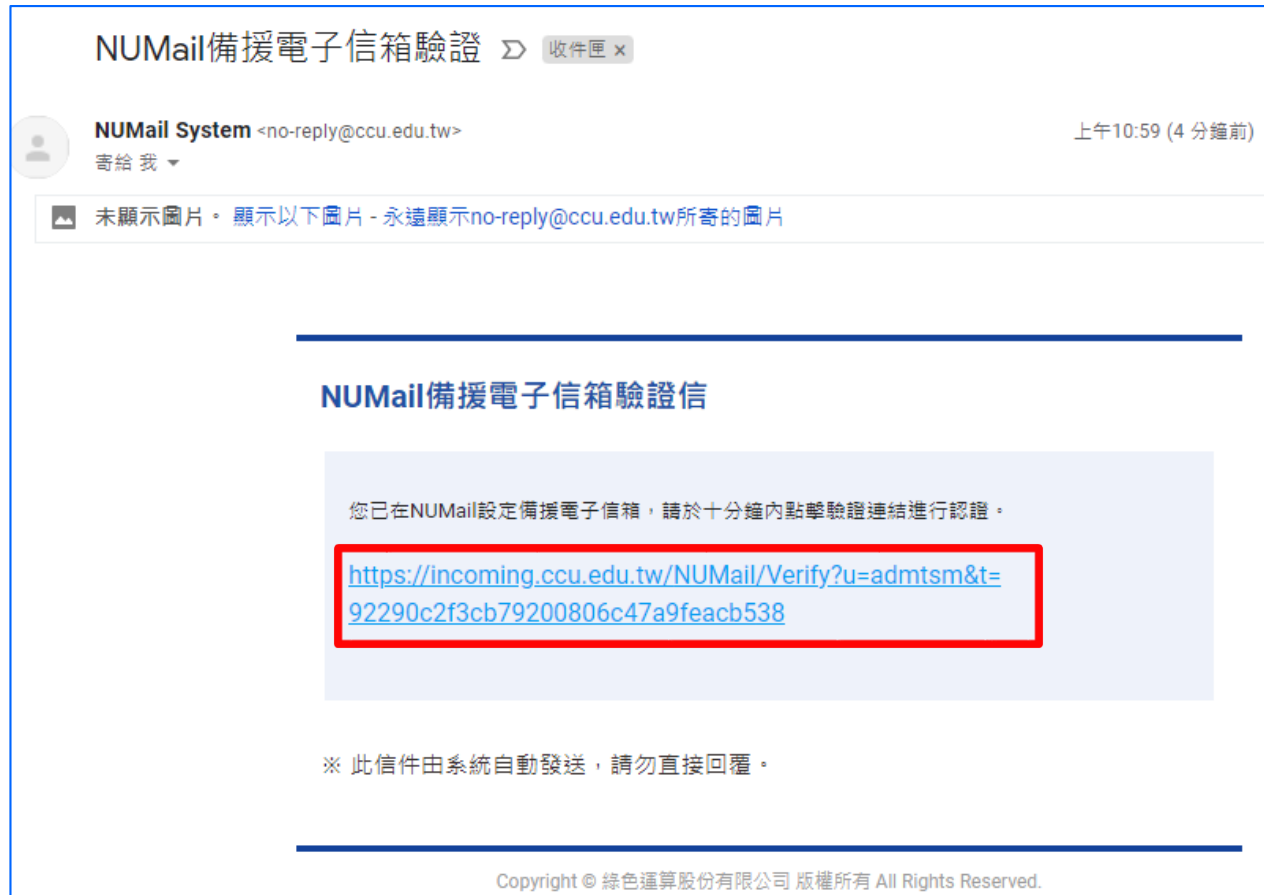 NUMail備援電子信箱驗證 收件匣 ×
NUMail System <no-reply@ccu.edu.tw> 上午10:59 (4 分鐘前)
寄給 我
未顯示圖片。 顯示以下圖片 - 永遠顯示no-reply@ccu.edu.tw所寄的圖片
NUMail備援電子信箱驗證信
您已在NUMail設定備援電子信箱，請於十分鐘內點擊驗證連結進行認證。
https://incoming.ccu.edu.tw/NUMail/Verify?u=admtsm&t=
92290c2f3cb79200806c47a9feacb538
※ 此信件由系統自動發送，請勿直接回覆。
Copyright © 綠色運算股份有限公司 版權所有 All Rights Reserved.